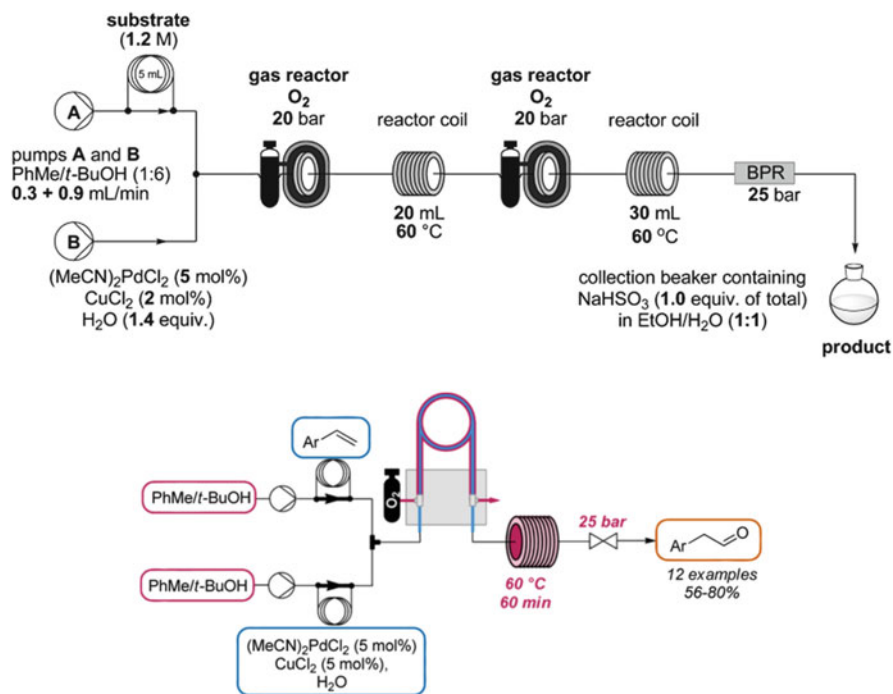 substrate
(1.2 M)
5 mL
A
pumps A and B
PhMe/t-BuOH (1:6)
0.3 + 0.9 mL/min
B
(MeCN)2PdCl2 (5 mol%)
CuCl2 (2 mol%)
H2O (1.4 equiv.)
gas reactor
O2
20 bar
reactor coil
20 mL
60 °C
gas reactor
O2
20 bar
reactor coil
30 mL
60 °C
BPR
25 bar
collection beaker containing
NaHSO3 (1.0 equiv. of total)
in EtOH/H2O (1:1)
product
Ar
PhMe/t-BuOH
PhMe/t-BuOH
(MeCN)2PdCl2 (5 mol%)
CuCl2 (5 mol%),
H2O
O2
60 °C
60 min
25 bar
Ar O
12 examples
56-80%